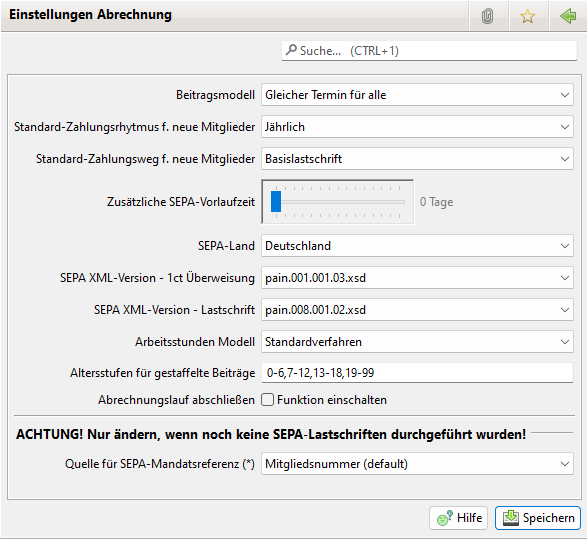 Einstellungen Abrechnung
Suche... (CTRL+1)
Beitragsmodell Gleicher Termin für alle
Standard-Zahlungsrhytmus f. neue Mitglieder Jährlich
Standard-Zahlungsweg f. neue Mitglieder Basislastschrift
Zusätzliche SEPA-Vorlaufzeit 0 Tage
SEPA-Land Deutschland
SEPA XML-Version - 1ct Überweisung pain.001.001.03.xsd
SEPA XML-Version - Lastschrift pain.008.001.02.xsd
Arbeitsstunden Modell Standardverfahren
Altersstufen für gestaffelte Beiträge 0-6,7-12,13-18,19-99
Abrechnungslauf abschließen Funktion einschalten
ACHTUNG! Nur ändern, wenn noch keine SEPA-Lastschriften durchgeführt wurden!
Quelle für SEPA-Mandatsreferenz (*) Mitgliedsnummer (default)
Hilfe Speichern